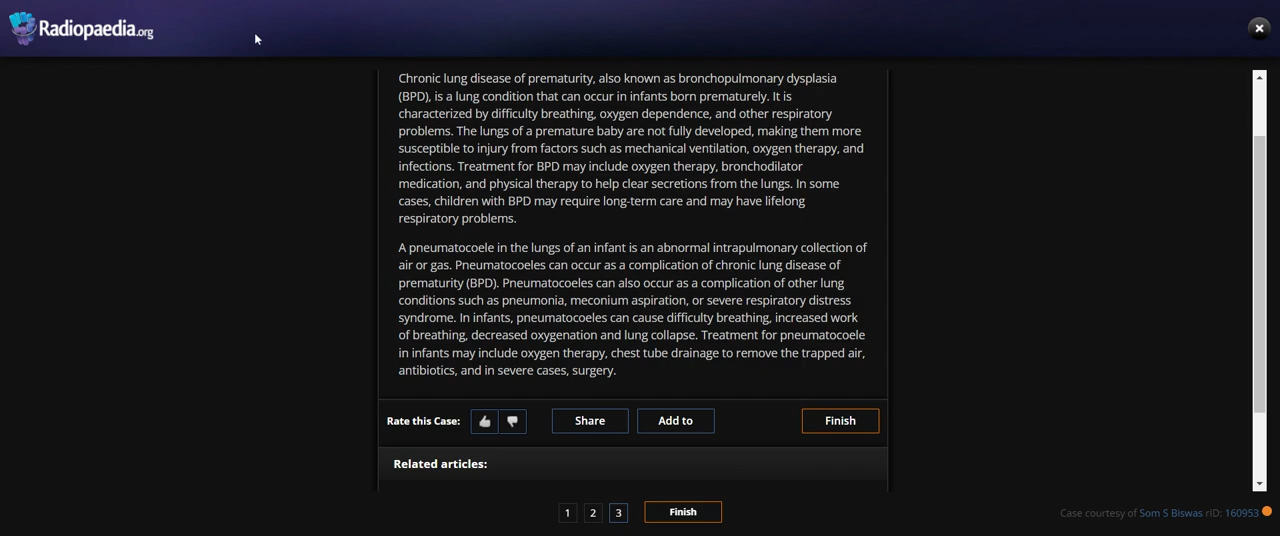 Radiopaedia.org
Chronic lung disease of prematurity, also known as bronchopulmonary dysplasia
(BPD), is a lung condition that can occur in infants born prematurely. It is
characterized by difficulty breathing, oxygen dependence, and other respiratory
problems. The lungs of a premature baby are not fully developed, making them more
susceptible to injury from factors such as mechanical ventilation, oxygen therapy, and
infections. Treatment for BPD may include oxygen therapy, bronchodilator
medication, and physical therapy to help clear secretions from the lungs. In some
cases, children with BPD may require long-term care and may have lifelong
respiratory problems.
A pneumatocoele in the lungs of an infant is an abnormal intrapulmonary collection of
air or gas. Pneumatocoeles can occur as a complication of chronic lung disease of
prematurity (BPD). Pneumatocoeles can also occur as a complication of other lung
conditions such as pneumonia, meconium aspiration, or severe respiratory distress
syndrome. In infants, pneumatocoeles can cause difficulty breathing, increased work
of breathing, decreased oxygenation and lung collapse. Treatment for pneumatocoele
in infants may include oxygen therapy, chest tube drainage to remove the trapped air,
antibiotics, and in severe cases, surgery.
Rate this Case: Share Add to Finish
Related articles:
1 2 3 Finish
Case courtesy of Som S Biswas rID: 160953